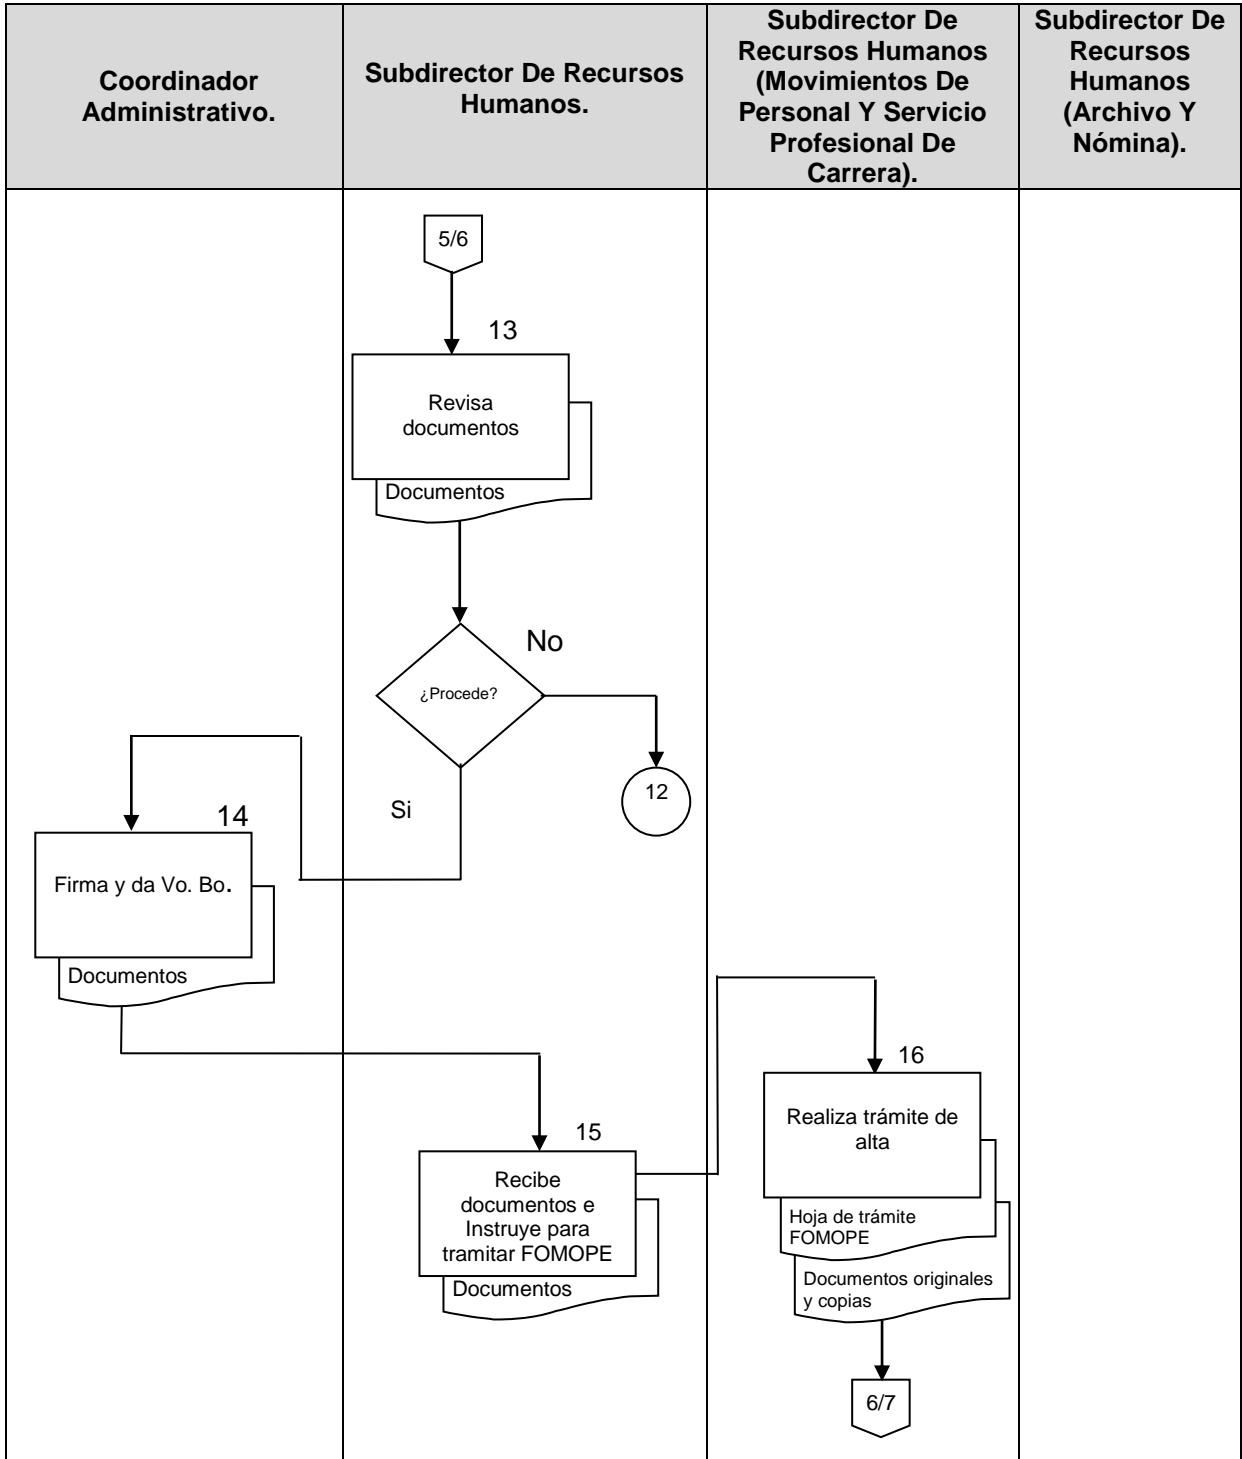 Coordinador
Administrativo.
Subdirector De Recursos
Humanos.
Subdirector De
Recursos Humanos
(Movimientos De
Personal Y Servicio
Profesional De
Carrera).
Subdirector De
Recursos
Humanos
(Archivo Y
Nómina).
5/6
13
Revisa
documentos
Documentos
No
¿Procede?
12
Si
14
Firma y da Vo. Bo.
Documentos
15
Recibe
documentos e
Instruye para
tramitar FOMOPE
Documentos
16
Realiza trámite de
alta
Hoja de trámite
FOMOPE
Documentos originales
y copias
6/7